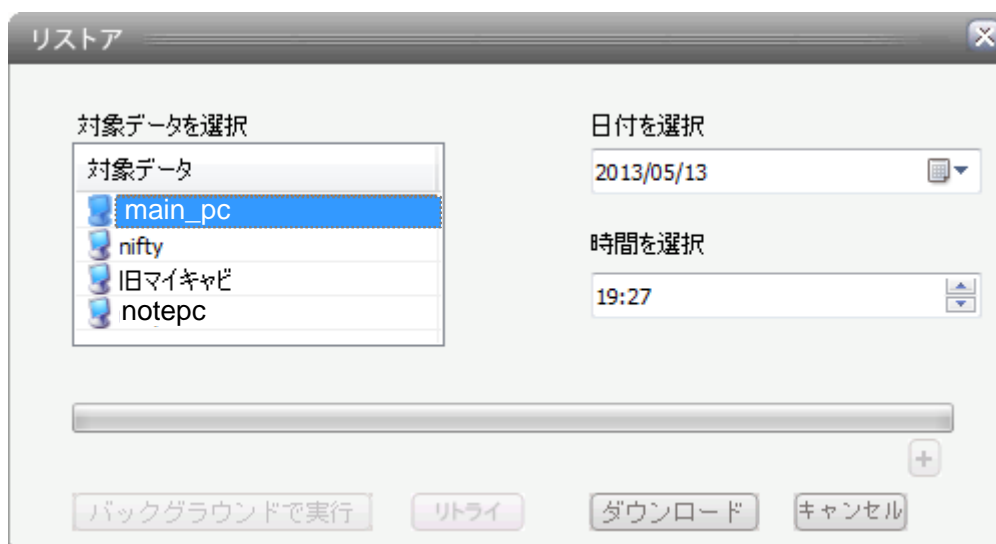 リストア
対象データを選択
対象データ
main_pc
nifty
旧マイキャビ
notepc
日付を選択
2013/05/13
時間を選択
19:27
+
バックグラウンドで実行
リトライ
ダウンロード
キャンセル